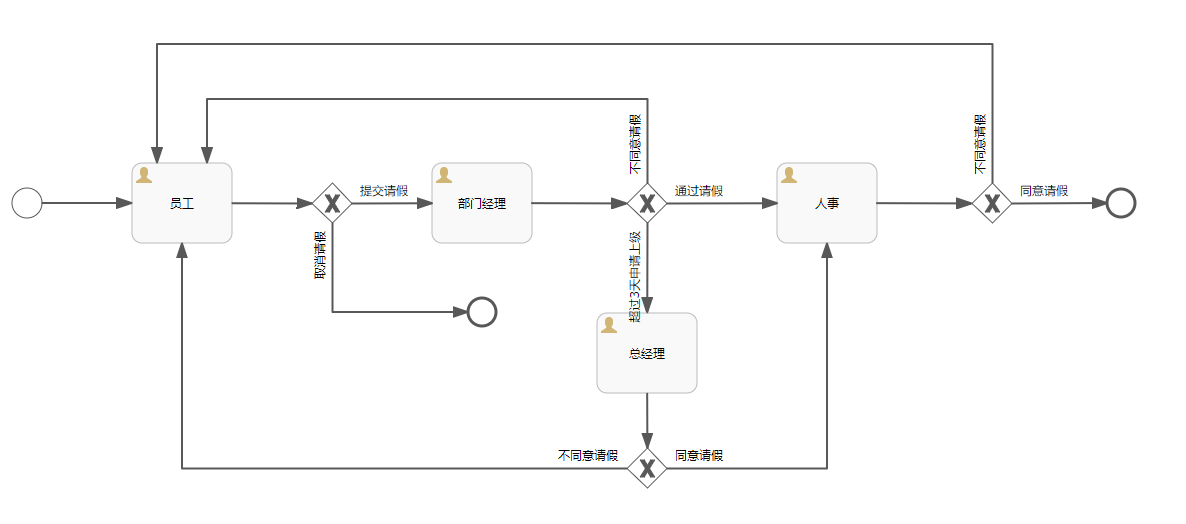 不同意请假
不同意请假
员工
提交请假
部门经理
通过请假
人事
同意请假
取消请假
超过3天申请上级
总经理
不同意请假
同意请假